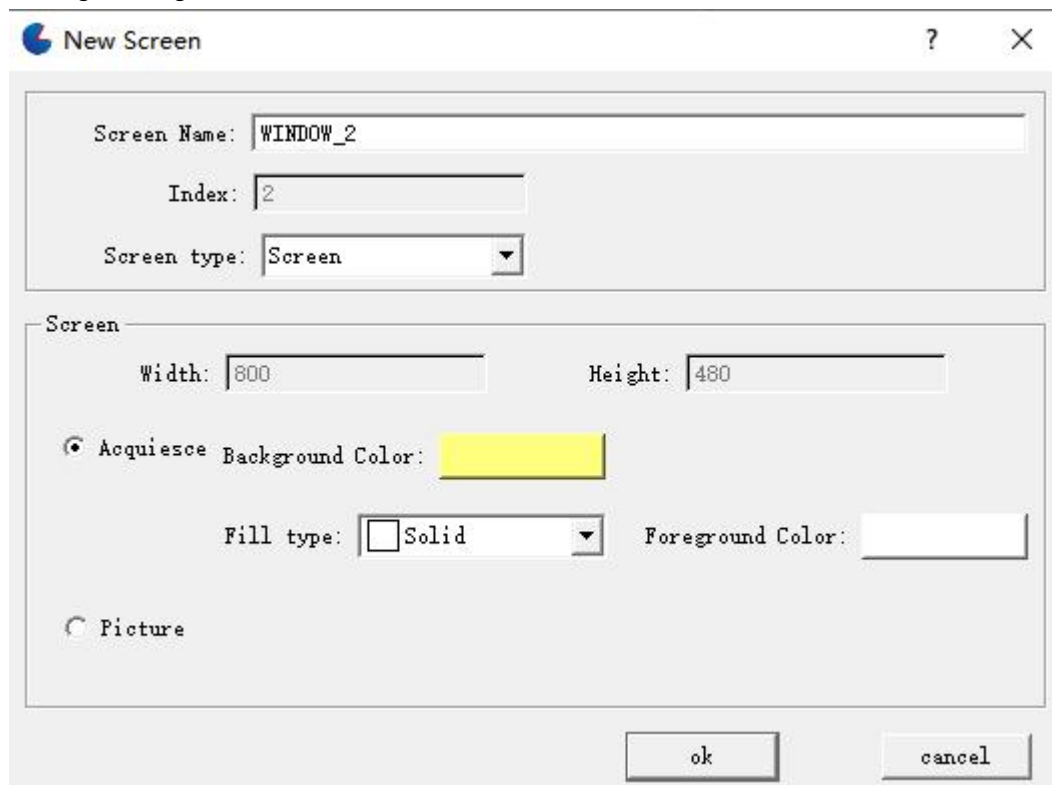 New Screen ?
Screen Name: WINDOW_2
Index: 2
Screen type: Screen
Screen
Width: 800 Height: 480
Acquiesce Background Color:
Fill type: Solid Foreground Color:
Picture
ok cancel